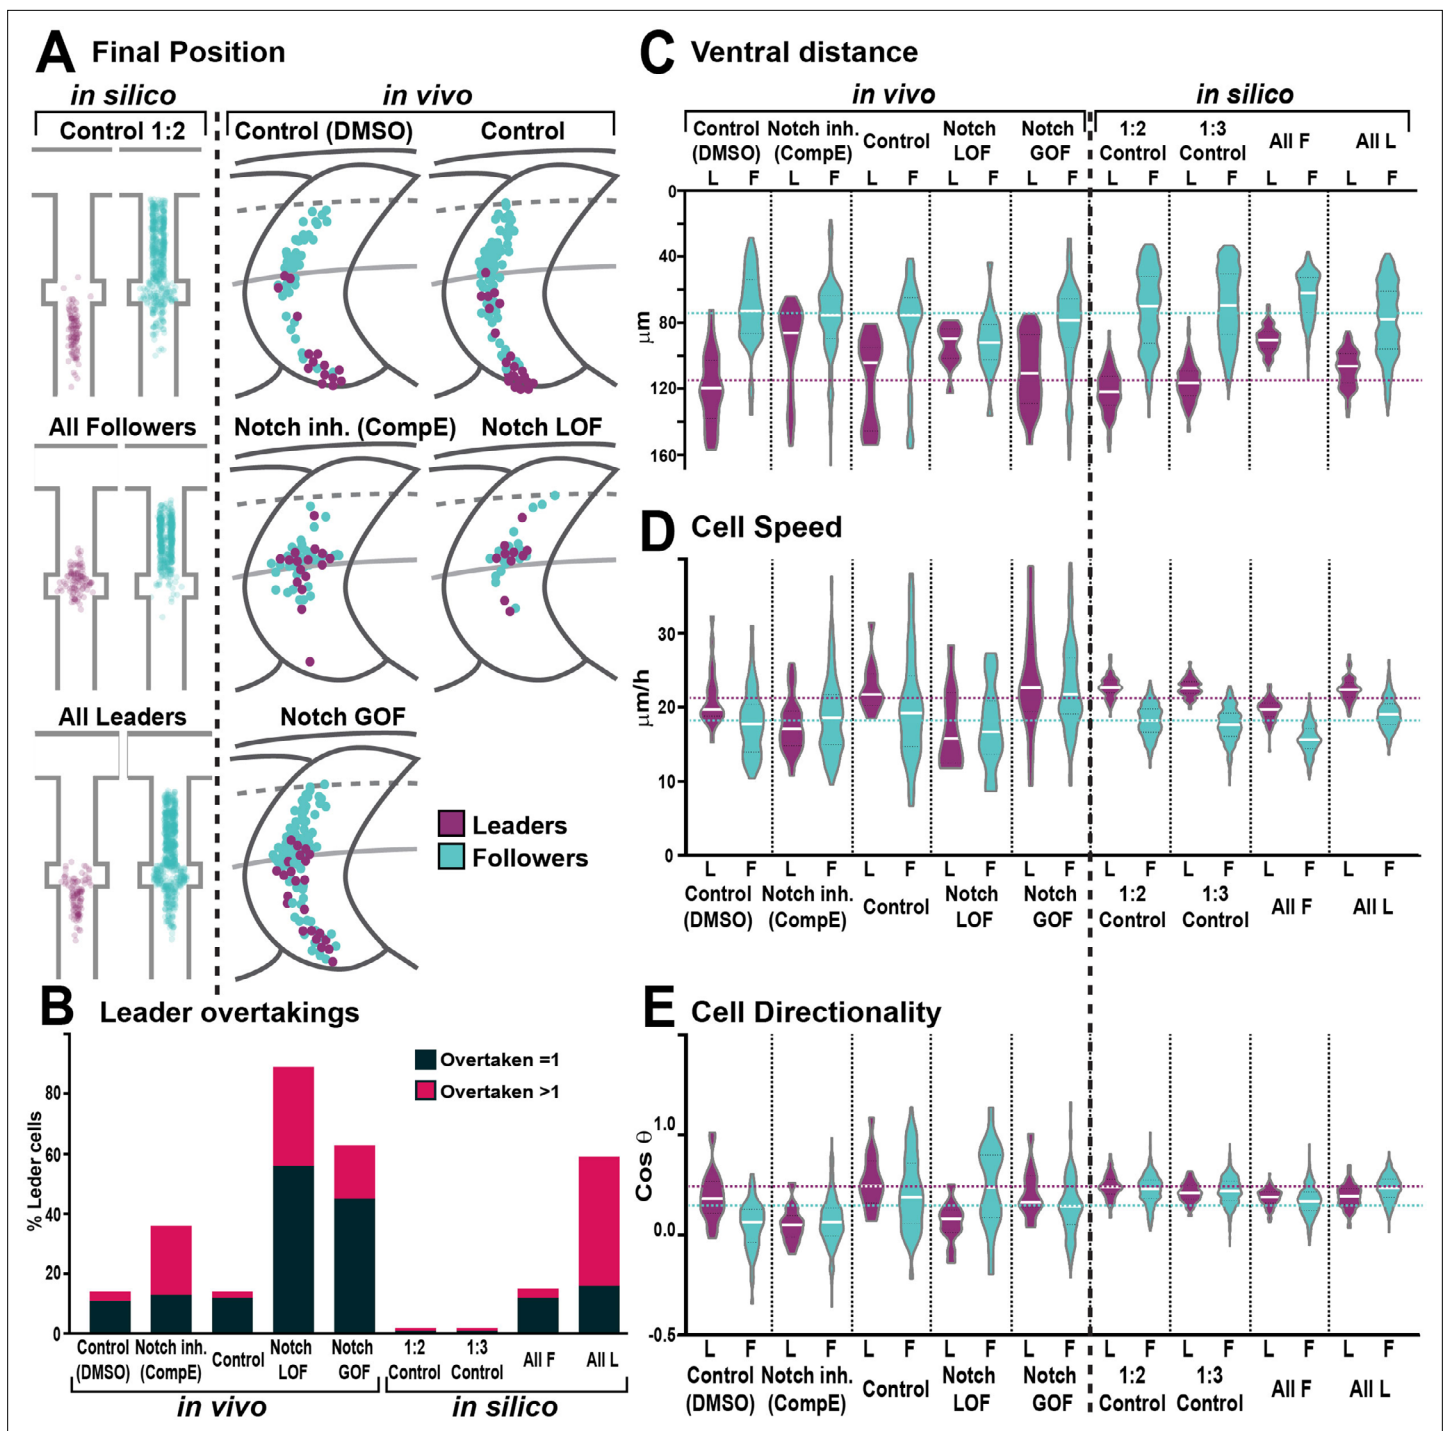 A Final Position
in silico
in vivo
Control 1:2
Control (DMSO)
Control
All Followers
Notch inh. (CompE)
Notch LOF
All Leaders
Notch GOF
Leaders
Followers
B Leader overtakings
Overtaken =1
Overtaken >1
% Leder cells
80
60
40
20
0
Control (DMSO)
Notch inh. (CompE)
Control
Notch LOF
Notch GOF
1:2 Control
1:3 Control
All F
All L
in vivo
in silico
C Ventral distance
in vivo
in silico
Control (DMSO)
Notch inh. (CompE)
Control
Notch LOF
Notch GOF
1:2 Control
1:3 Control
All F
All L
L F L F L F L F L F L F L F L F L F
µm
0
40
80
120
160
D Cell Speed
µm/h
30
20
10
0
L F L F L F L F L F L F L F L F L F
Control (DMSO)
Notch inh. (CompE)
Control
Notch LOF
Notch GOF
1:2 Control
1:3 Control
All F
All L
E Cell Directionality
Cos θ
1.0
0.0
-0.5
L F L F L F L F L F L F L F L F L F
Control (DMSO)
Notch inh. (CompE)
Control
Notch LOF
Notch GOF
1:2 Control
1:3 Control
All F
All L